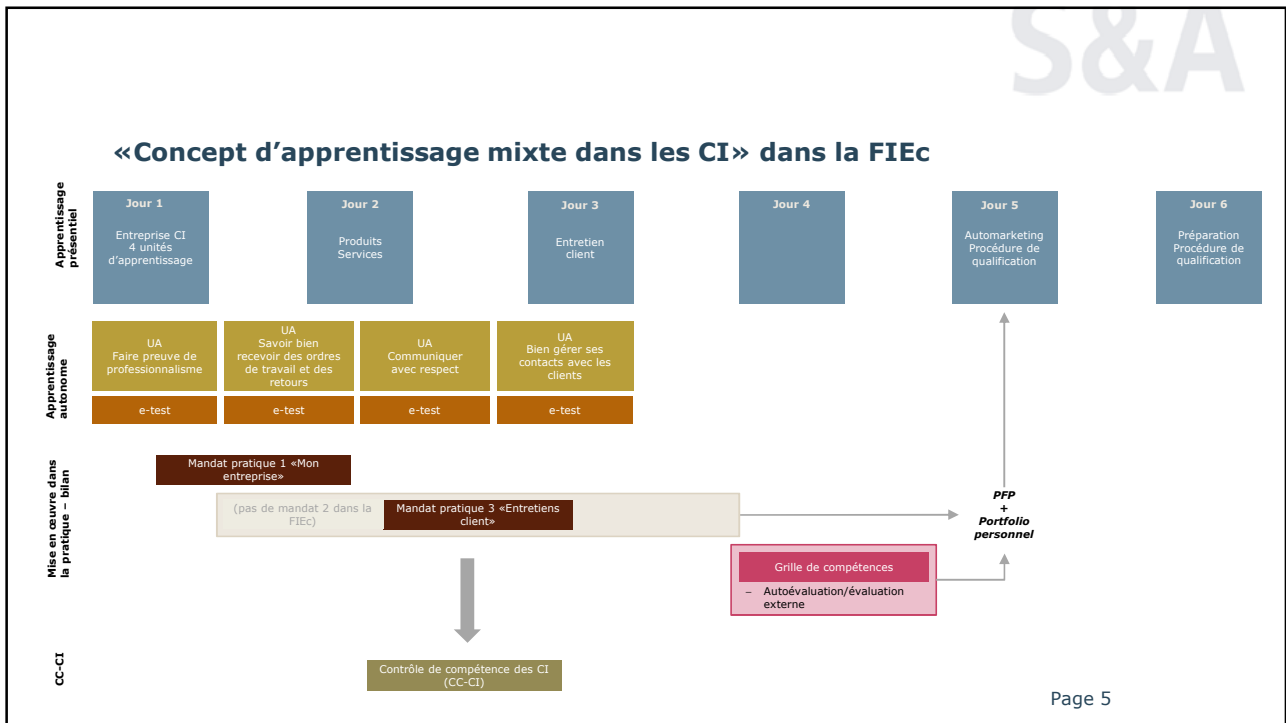 S&A
«Concept d’apprentissage mixte dans les CI» dans la FIEc
Apprentissage
présentiel
Jour 1
Entreprise CI
4 unités
d’apprentissage
Jour 2
Produits
Services
Jour 3
Entretien
client
Jour 4
Jour 5
Automarketing
Procédure de
qualification
Jour 6
Préparation
Procédure de
qualification
Apprentissage
autonome
UA
Faire preuve de
professionnalisme
UA
Savoir bien
recevoir des ordres
de travail et des
retours
UA
Communiquer
avec respect
UA
Bien gérer ses
contacts avec les
clients
e-test
e-test
e-test
e-test
Mise en œuvre dans
la pratique – bilan
Mandat pratique 1 «Mon
entreprise»
(pas de mandat 2 dans la
FIEc)
Mandat pratique 3 «Entretiens
client»
PFP
+
Portfolio
personnel
Grille de compétences
– Autoévaluation/évaluation
externe
CC-CI
Contrôle de compétence des CI
(CC-CI)
Page 5